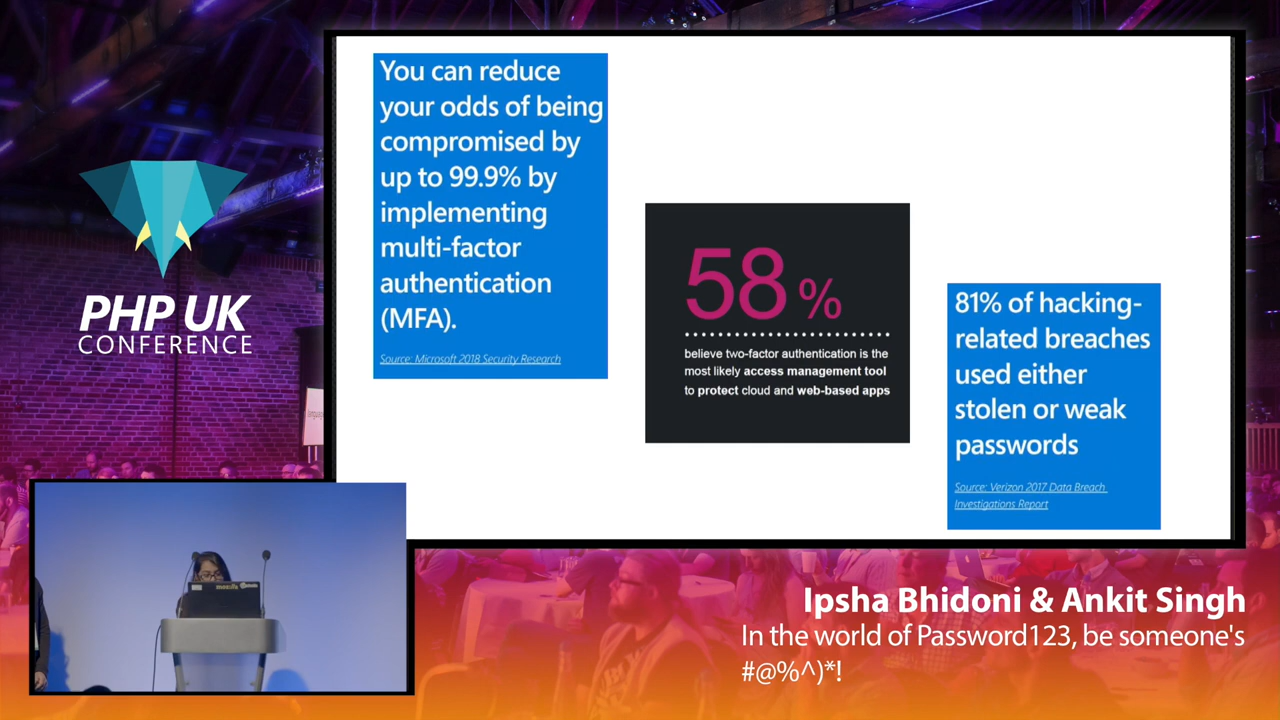 You can reduce
your odds of being
compromised by
up to 99.9% by
implementing
multi-factor
authentication
(MFA).
Source: Microsoft 2018 Security Research
58%
believe two-factor authentication is the
most likely access management tool
to protect cloud and web-based apps
81% of hacking-
related breaches
used either
stolen or weak
passwords
Source: Verizon 2017 Data Breach
Investigations Report
PHP UK
CONFERENCE
mozilla
Ipsha Bhidoni & Ankit Singh
In the world of Password123, be someone's
#@%^)*!